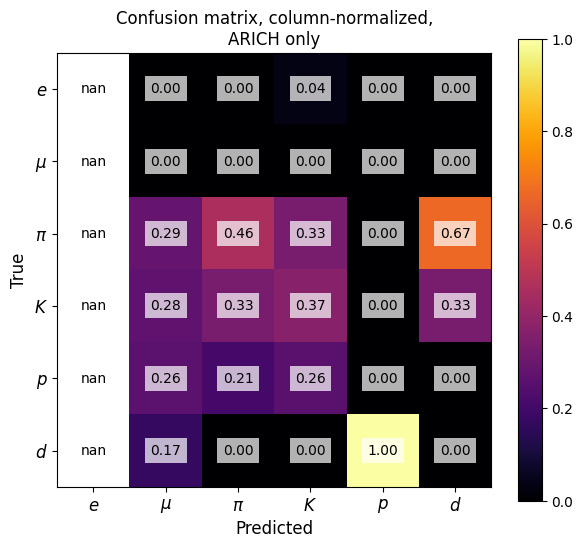 Confusion matrix, column-normalized,
ARICH only
True
e nan 0.00 0.00 0.04 0.00 0.00
μ nan 0.00 0.00 0.00 0.00 0.00
π nan 0.29 0.46 0.33 0.00 0.67
K nan 0.28 0.33 0.37 0.00 0.33
p nan 0.26 0.21 0.26 0.00 0.00
d nan 0.17 0.00 0.00 1.00 0.00
e μ π K p d
Predicted
1.0
0.8
0.6
0.4
0.2
0.0